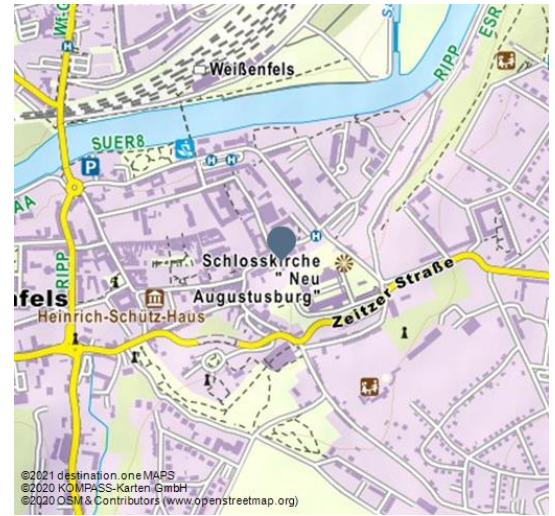 Wf-
ESR
Weißenfels
RIPP
SUER8
H
H
H
P
AA
H
RIPP
Schlosskirche
" Neu
Augustusburg"
Zeitzer Straße
nfels
Heinrich-Schütz-Haus
©2021 destination.one MAPS
©2020 KOMPASS-Karten GmbH
©2020 OSM & Contributors (www.openstreetmap.org)